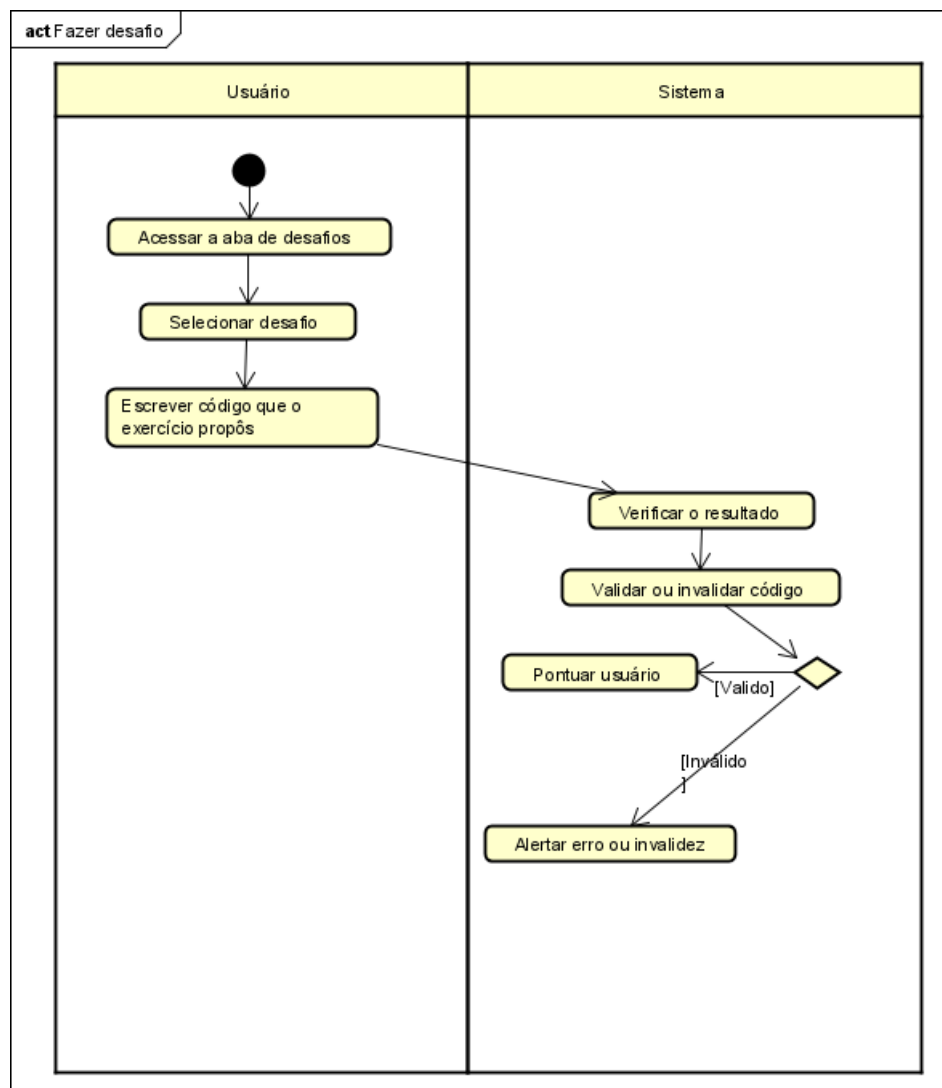 act Fazer desafio
Usuário
Sistema
Acessar a aba de desafios
Selecionar desafio
Escrever código que o
exercício propôs
Verificar o resultado
Validar ou invalidar código
Pontuar usuário
[Valido]
[Inválido
]
Alertar erro ou invalidez